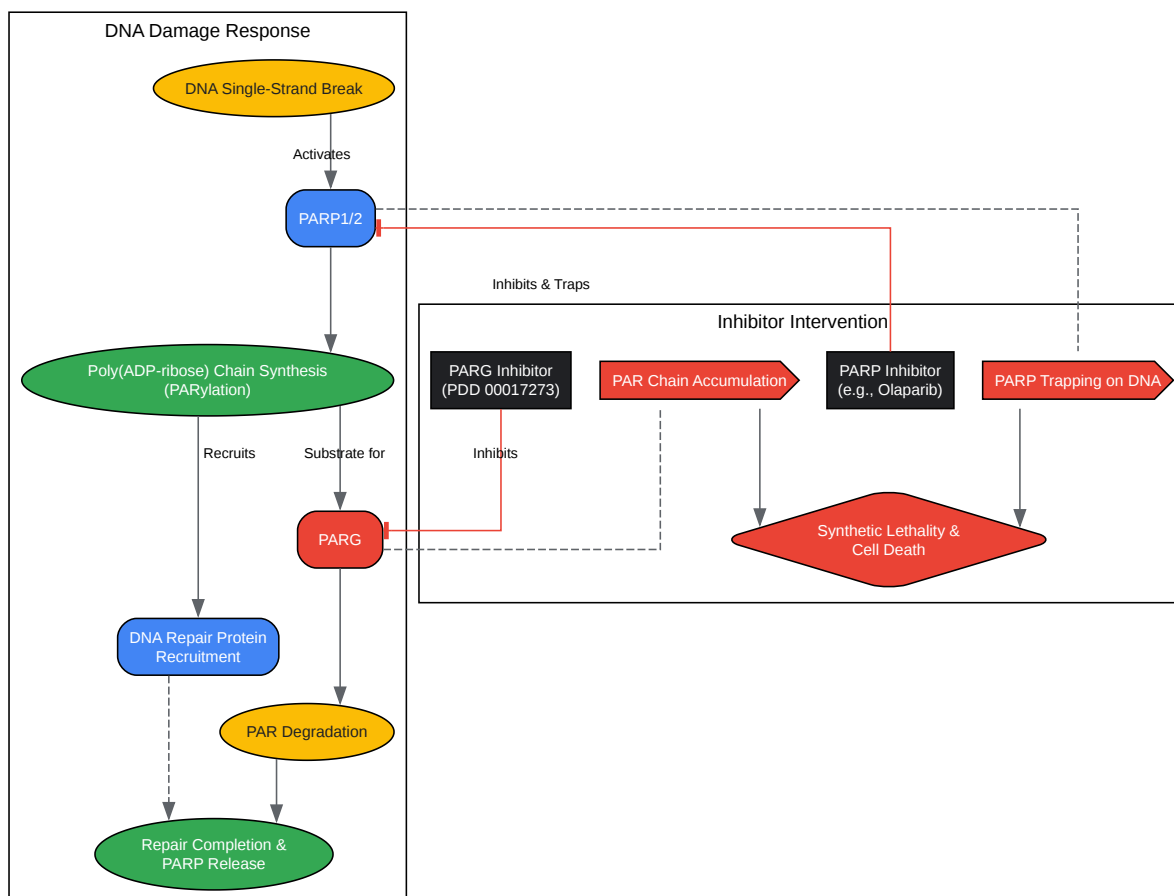 DNA Damage Response
DNA Single-Strand Break
Activates
PARP1/2
Inhibits & Traps
Inhibitor Intervention
Poly(ADP-ribose) Chain Synthesis
(PARylation)
PARG Inhibitor
(PDD 00017273)
PAR Chain Accumulation
PARP Inhibitor
(e.g., Olaparib)
PARP Trapping on DNA
Recruits
Substrate for
Inhibits
PARG
Synthetic Lethality &
Cell Death
DNA Repair Protein
Recruitment
PAR Degradation
Repair Completion &
PARP Release